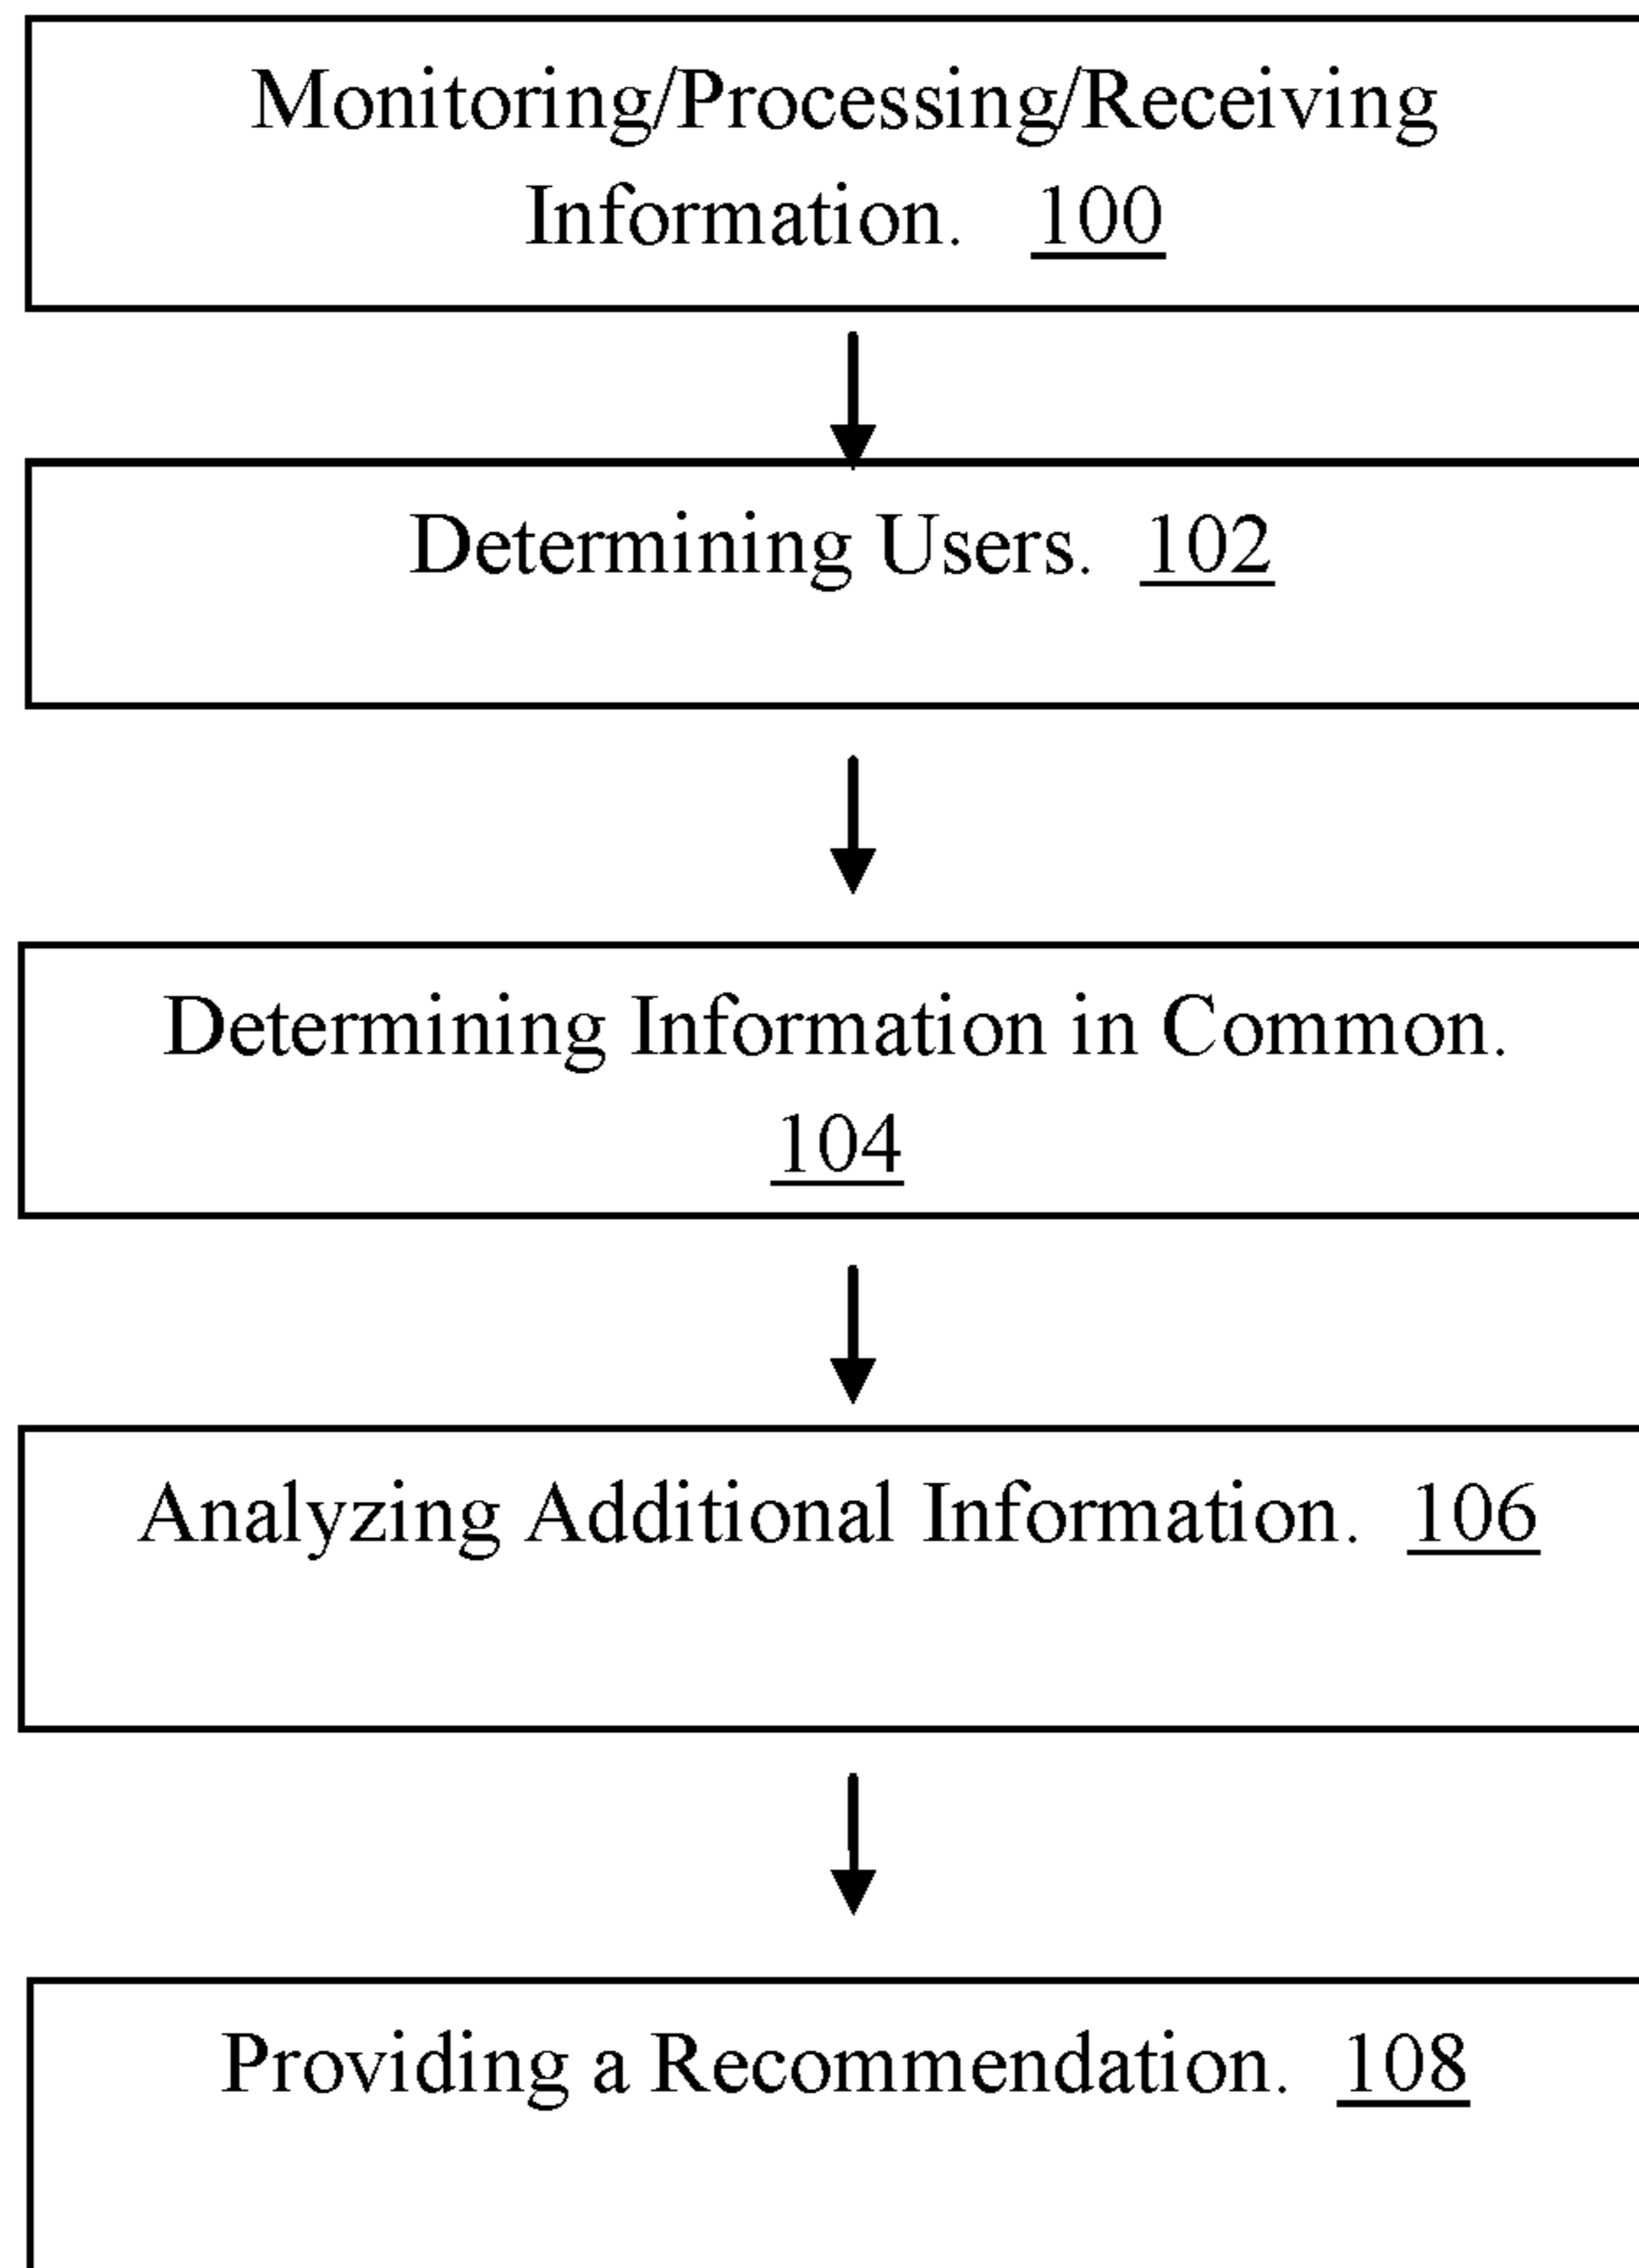 Monitoring/Processing/Receiving
Information. 100
Determining Users. 102
Determining Information in Common.
104
Analyzing Additional Information. 106
Providing a Recommendation. 108